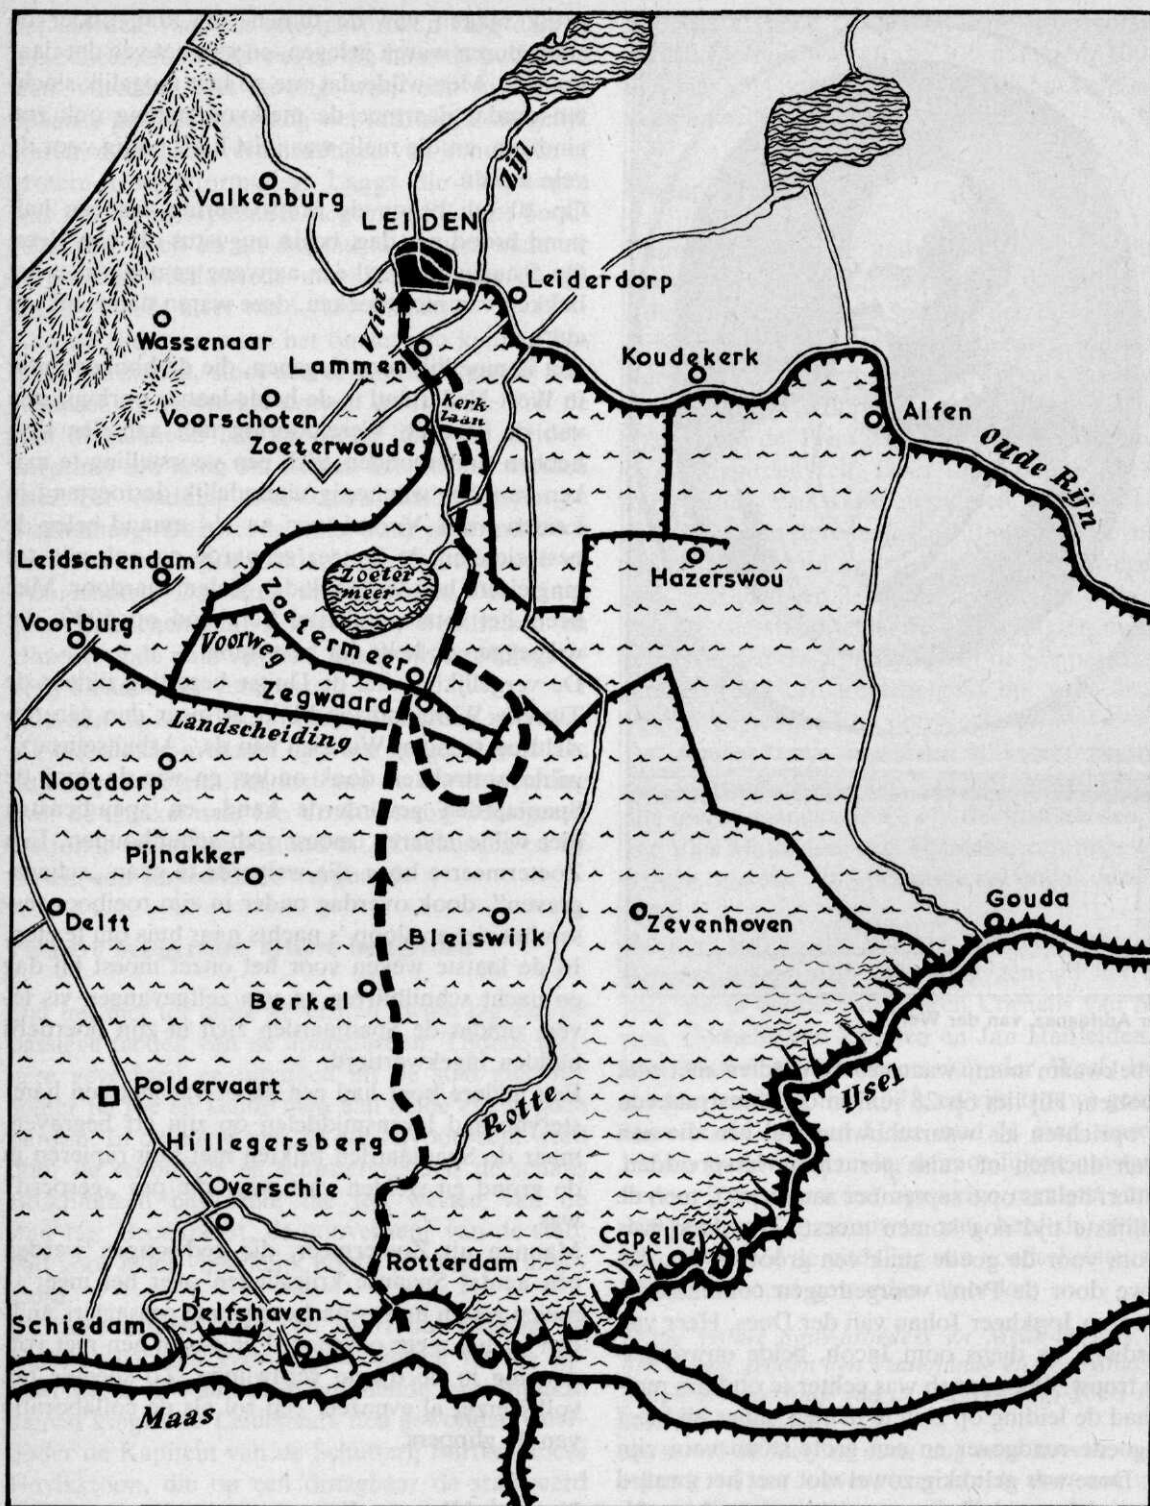 Zijl
Valkenburg
LEIDEN
Leiderdorp
Vliet
Wassenaar
Lammen
Koudekerk
Voorschoten
Kerk-
laan
Alfen
Zoeterwoude
Oude Rijn
Leidschendam
Zoeter
meer
Hazerswou
Voorburg
Zoetermeer
Voorweg
Zegwaard
Landscheiding
Nootdorp
Pijnakker
Delft
Bleiswijk
Zevenhoven
Gouda
Berkel
IJsel
Poldervaart
Rotte
Hillegersberg
Overschie
Capelle
Rotterdam
Delfshaven
Schiedam
Maas